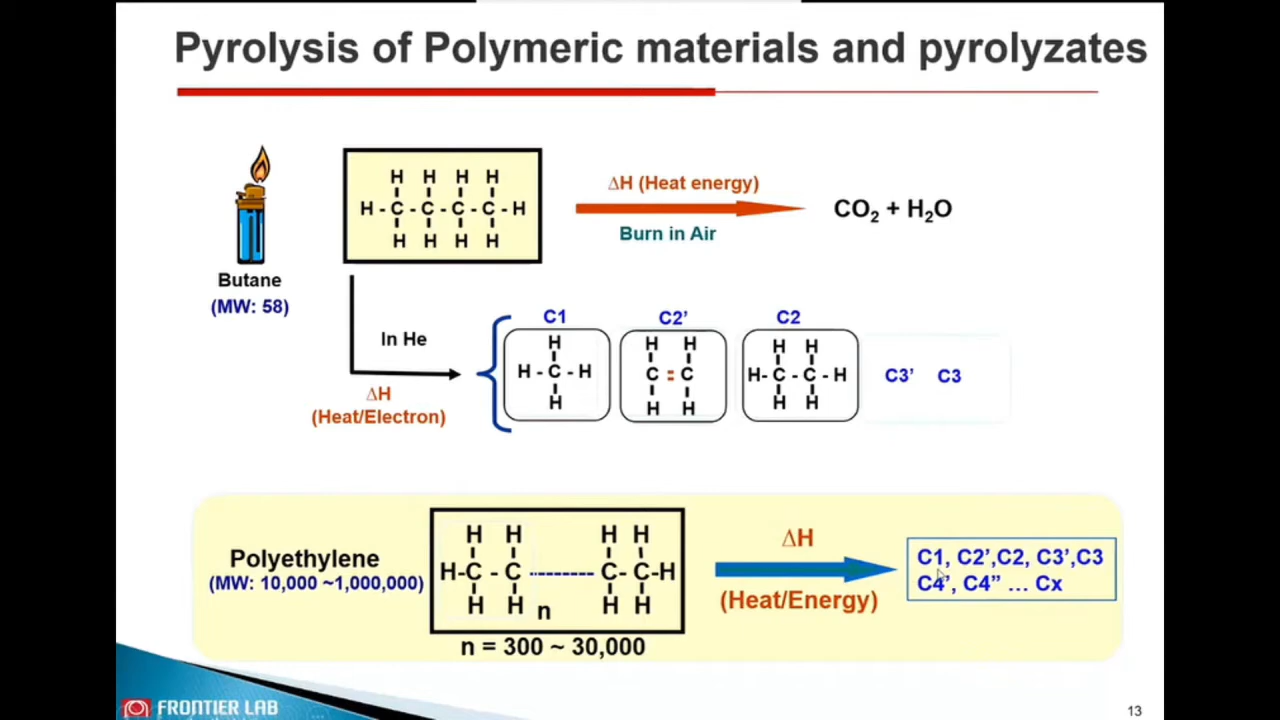 Pyrolysis of Polymeric materials and pyrolyzates
H H H H
H - C - C - C - C - H
H H H H
ΔH (Heat energy)
Burn in Air
CO₂ + H₂O
Butane
(MW: 58)
In He
ΔH
(Heat/Electron)
C1
H
H - C - H
H
C2’
H H
C = C
H H
C2
H H
H- C - C - H
H H
C3’ C3
Polyethylene
(MW: 10,000 ~1,000,000)
H H H H
H-C - C -------- C- C-H
H H n H H
n = 300 ~ 30,000
ΔH
(Heat/Energy)
C1, C2’,C2, C3’,C3
C4’, C4” ... Cx
FRONTIER LAB
13